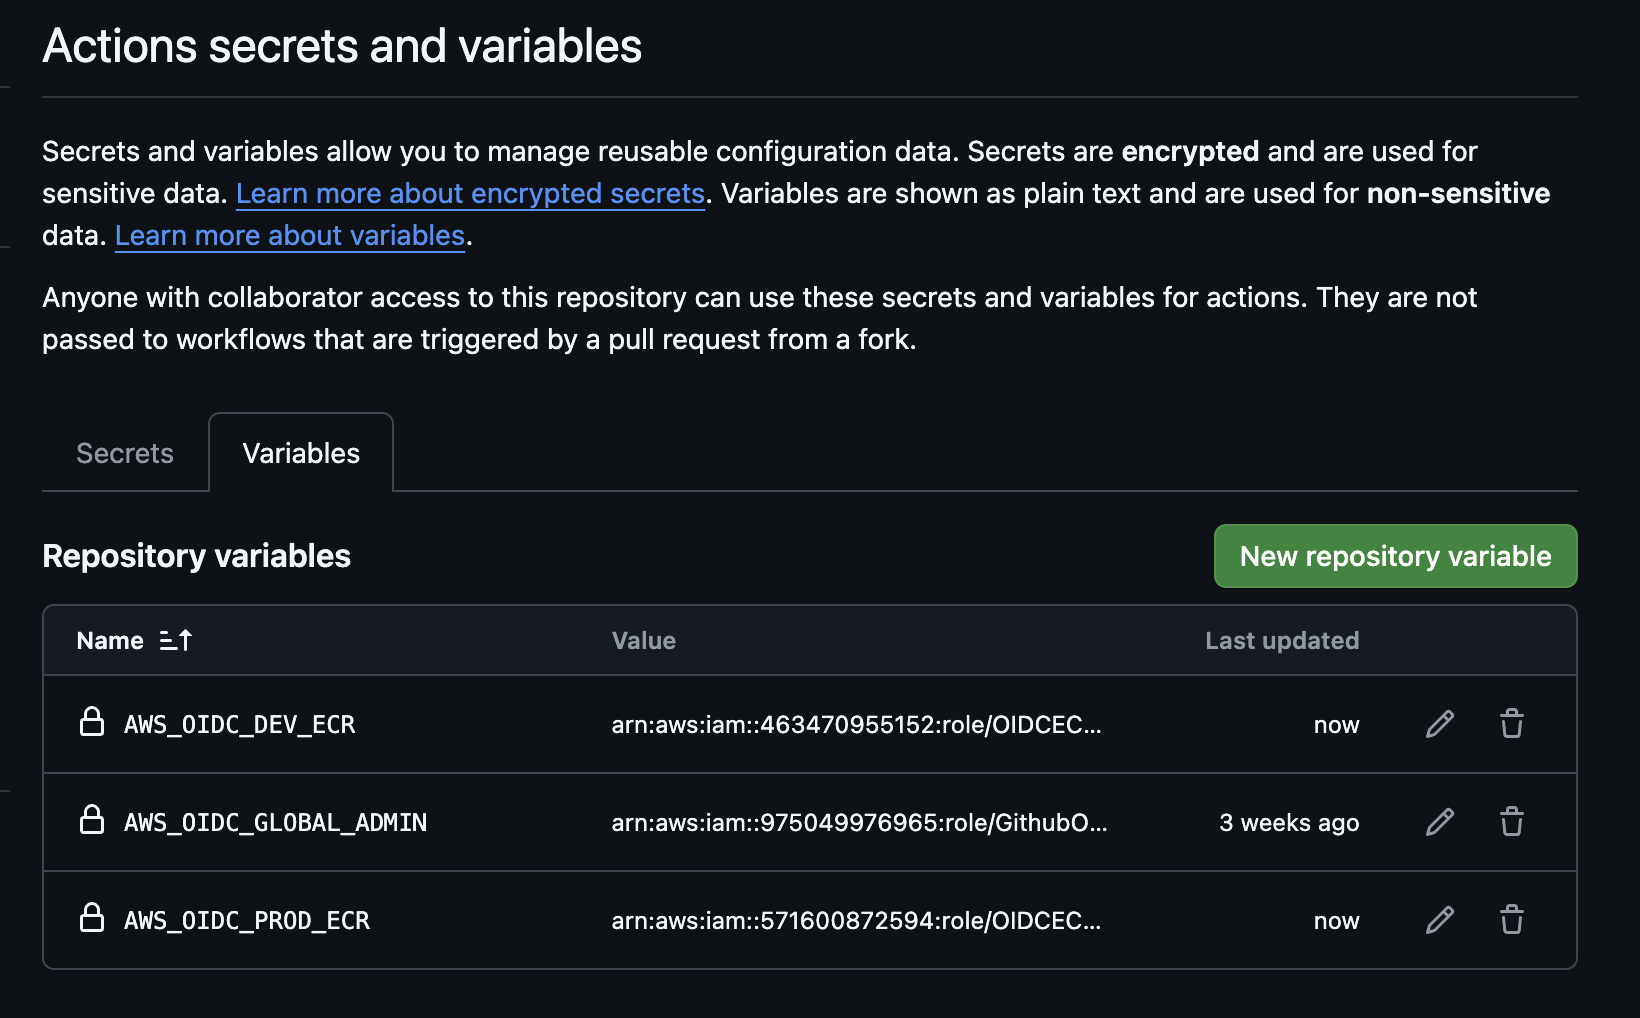 Actions secrets and variables
Secrets and variables allow you to manage reusable configuration data. Secrets are encrypted and are used for
sensitive data. Learn more about encrypted secrets. Variables are shown as plain text and are used for non-sensitive
data. Learn more about variables.
Anyone with collaborator access to this repository can use these secrets and variables for actions. They are not
passed to workflows that are triggered by a pull request from a fork.
Secrets Variables
Repository variables New repository variable
Name Value Last updated
AWS_OIDC_DEV_ECR arn:aws:iam::463470955152:role/OIDCEC... now
AWS_OIDC_GLOBAL_ADMIN arn:aws:iam::975049976965:role/GithubO... 3 weeks ago
AWS_OIDC_PROD_ECR arn:aws:iam::571600872594:role/OIDCEC... now